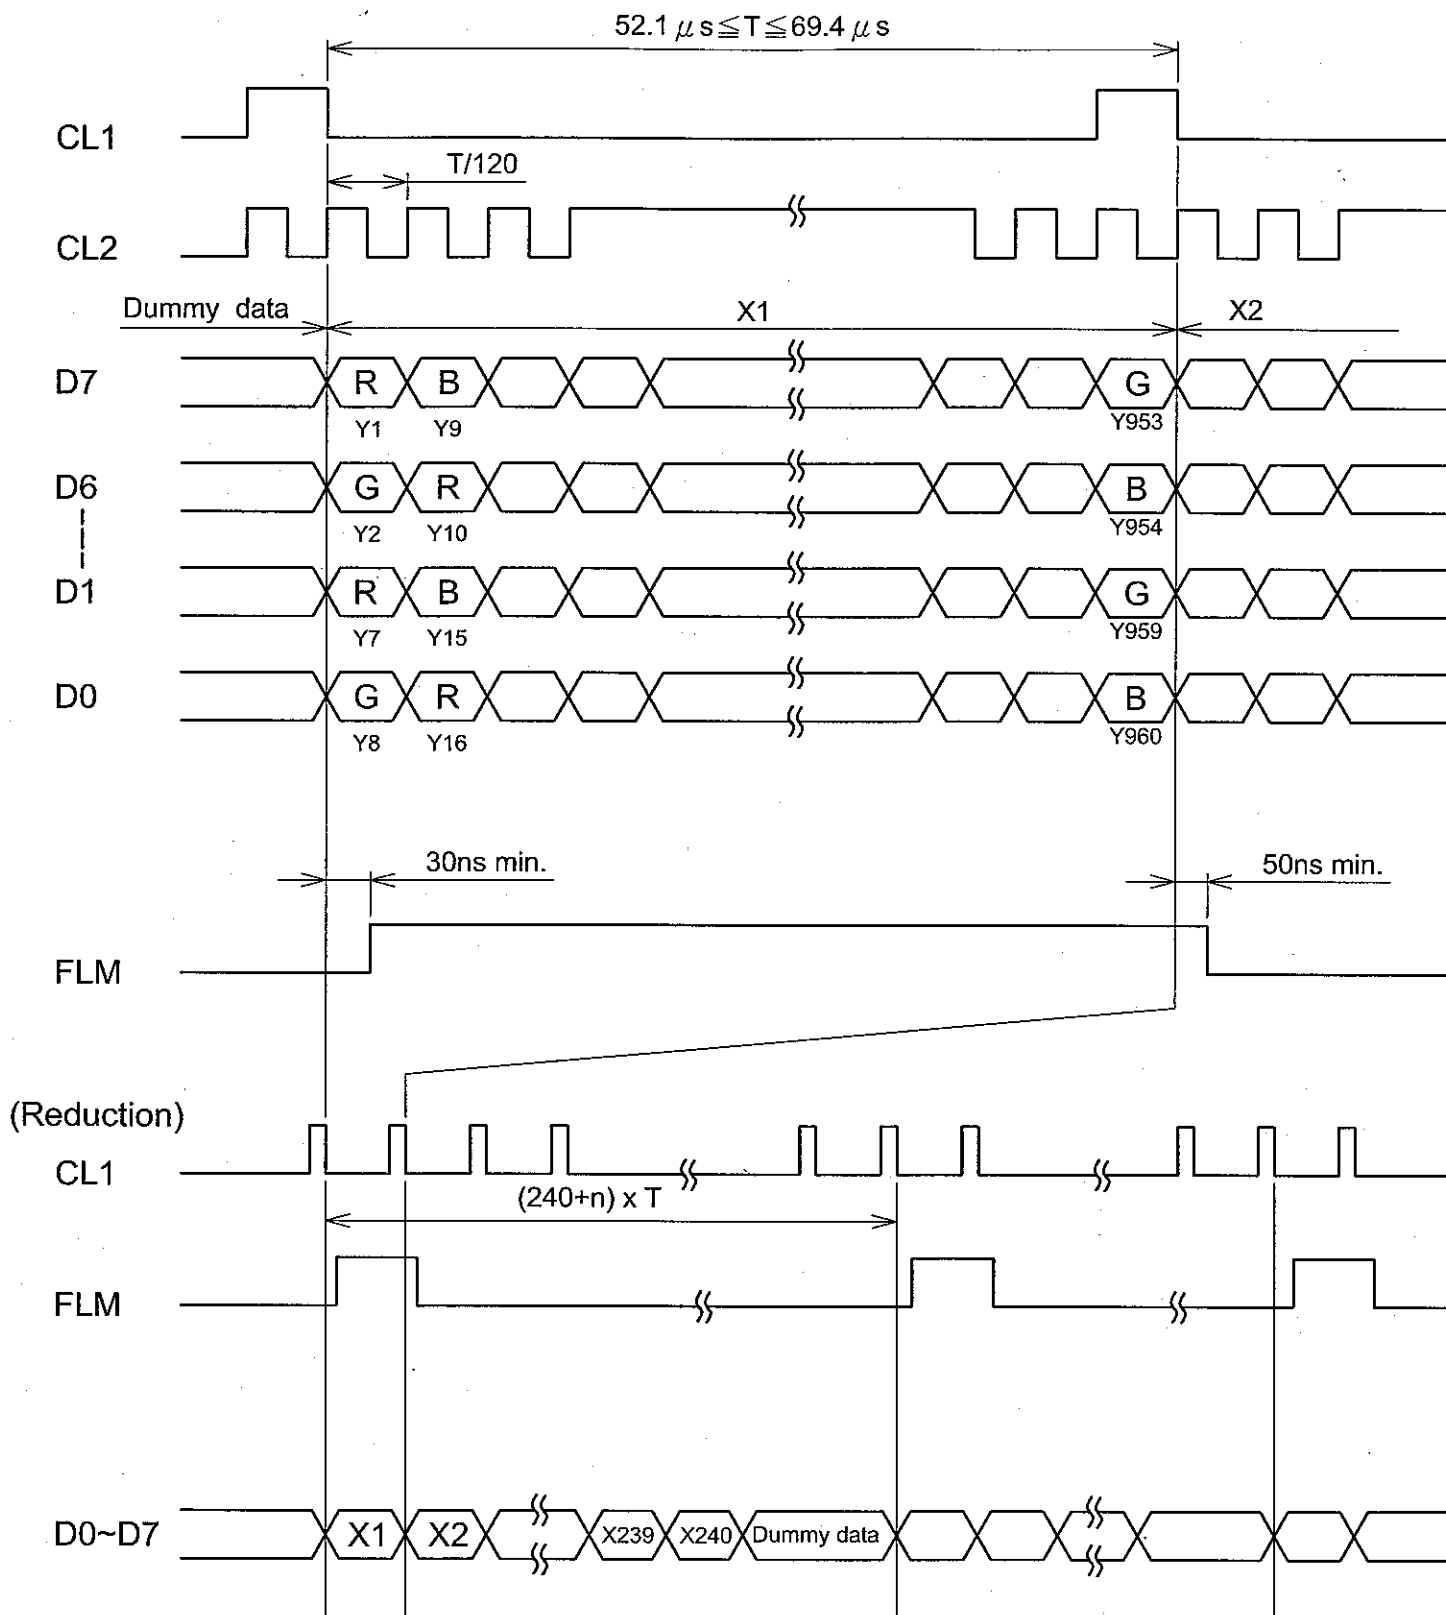 52.1 μs≦T≦69.4 μs
CL1
T/120
CL2
Dummy data
X1
X2
D7
R
B
G
Y1
Y9
Y953
D6
G
R
B
Y2
Y10
Y954
D1
R
B
G
Y7
Y15
Y959
D0
G
R
B
Y8
Y16
Y960
30ns min.
50ns min.
FLM
(Reduction)
CL1
(240+n) x T
FLM
D0~D7
X1
X2
X239
X240
Dummy data